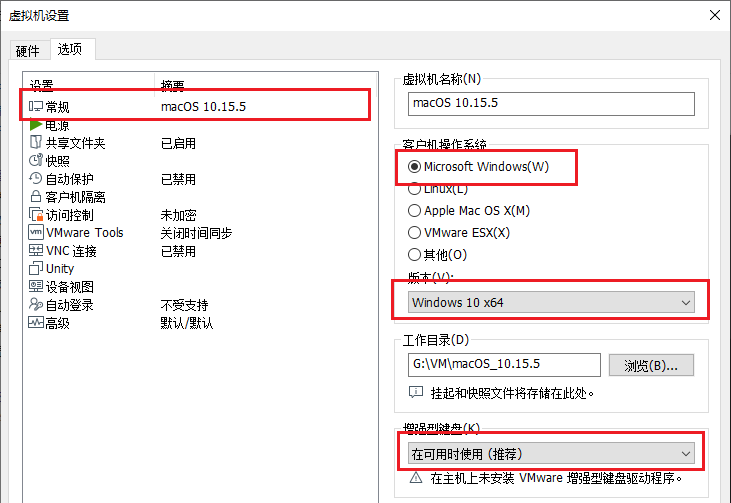 虚拟机设置
硬件 选项
设置 摘要
常规 macOS 10.15.5
电源
共享文件夹 已启用
快照
自动保护 已禁用
客户机隔离
访问控制 未加密
VMware Tools 关闭时间同步
VNC 连接 已禁用
Unity
设备视图
自动登录 不受支持
高级 默认/默认
虚拟机名称(N)
macOS 10.15.5
客户机操作系统
Microsoft Windows(W)
Linux(L)
Apple Mac OS X(M)
VMware ESX(X)
其他(O)
版本(V):
Windows 10 x64
工作目录(D)
G:\VM\macOS_10.15.5
浏览(B)...
挂起和快照文件将存储在此处。
增强型键盘(K)
在可用时使用 (推荐)
在主机上未安装 VMware 增强型键盘驱动程序。